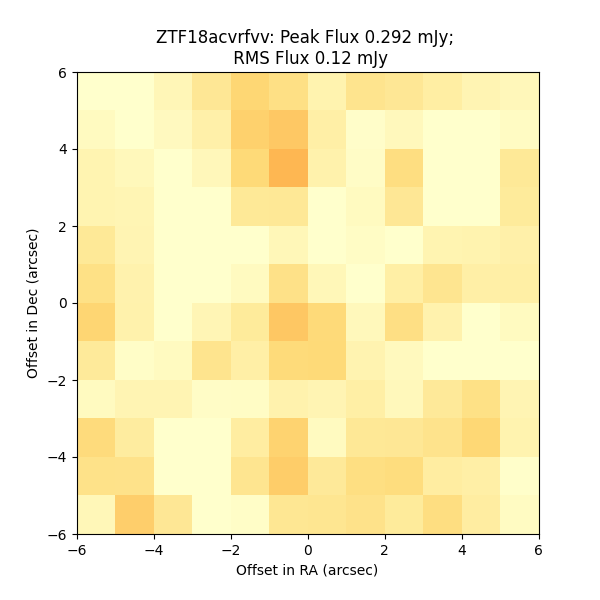 ZTF18acvrfvv: Peak Flux 0.292 mJy;
RMS Flux 0.12 mJy
6
4
2
0
−2
−4
−6
Offset in Dec (arcsec)
−6 −4 −2 0 2 4 6
Offset in RA (arcsec)